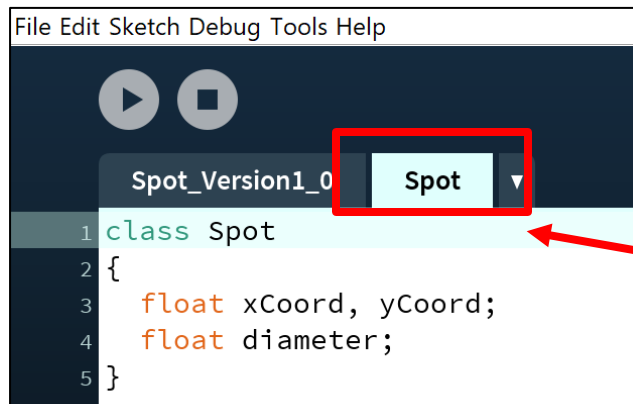 File Edit Sketch Debug Tools Help
Spot_Version1_0 Spot ▼
1 class Spot
2 {
3 float xCoord, yCoord;
4 float diameter;
5 }